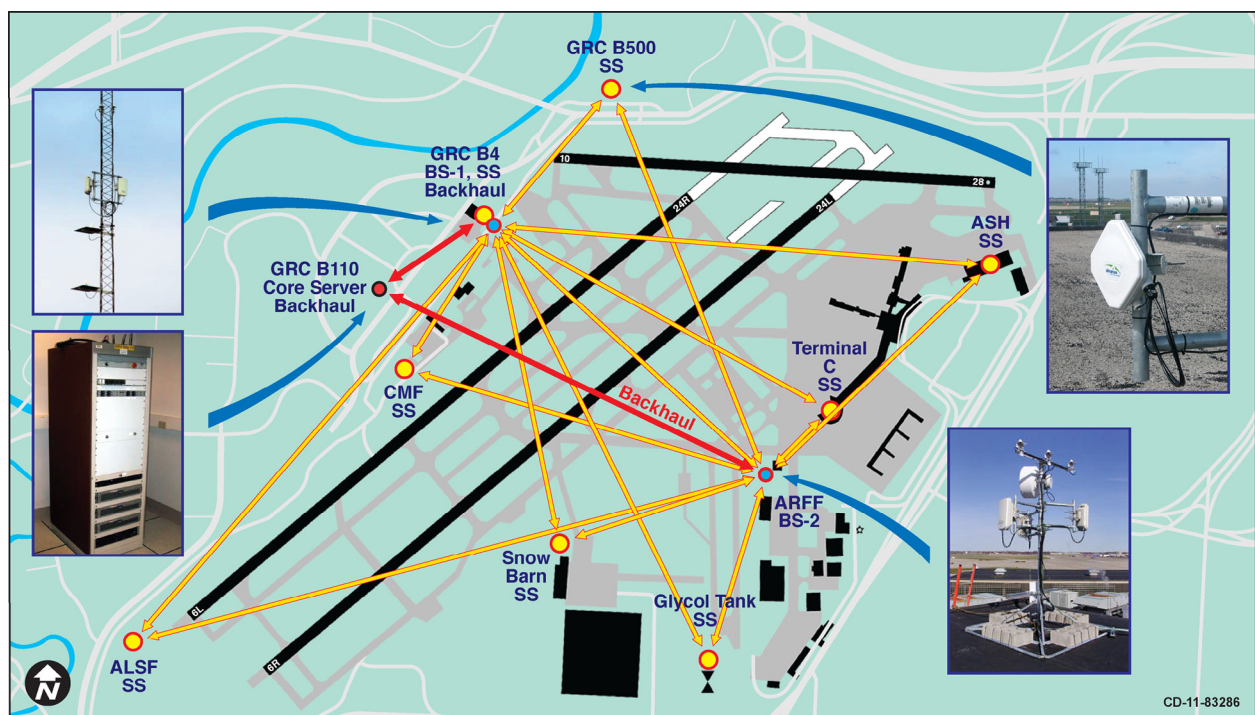 GRC B500
SS
GRC B4
BS-1, SS
Backhaul
10
28
24R
24L
ASH
SS
GRC B110
Core Server
Backhaul
Terminal
C
SS
CMF
SS
Backhaul
ARFF
BS-2
Snow
Barn
SS
Glycol Tank
SS
6L
6R
ALSF
SS
N
CD-11-83286